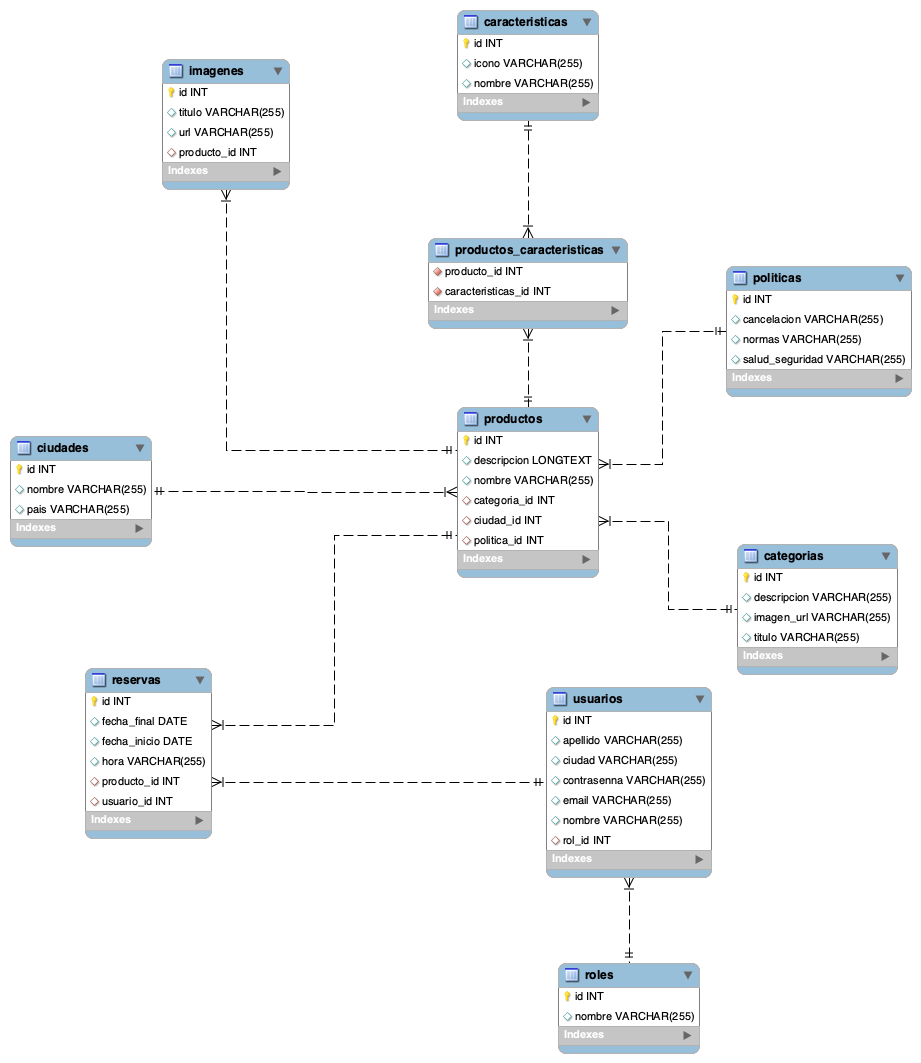 caracteristicas
id INT
icono VARCHAR(255)
nombre VARCHAR(255)
Indexes
imagenes
id INT
titulo VARCHAR(255)
url VARCHAR(255)
producto_id INT
Indexes
productos_caracteristicas
producto_id INT
caracteristicas_id INT
Indexes
politicas
id INT
cancelacion VARCHAR(255)
normas VARCHAR(255)
salud_seguridad VARCHAR(255)
Indexes
productos
id INT
descripcion LONGTEXT
nombre VARCHAR(255)
categoria_id INT
ciudad_id INT
politica_id INT
Indexes
ciudades
id INT
nombre VARCHAR(255)
pais VARCHAR(255)
Indexes
categorias
id INT
descripcion VARCHAR(255)
imagen_url VARCHAR(255)
titulo VARCHAR(255)
Indexes
reservas
id INT
fecha_final DATE
fecha_inicio DATE
hora VARCHAR(255)
producto_id INT
usuario_id INT
Indexes
usuarios
id INT
apellido VARCHAR(255)
ciudad VARCHAR(255)
contrasenna VARCHAR(255)
email VARCHAR(255)
nombre VARCHAR(255)
rol_id INT
Indexes
roles
id INT
nombre VARCHAR(255)
Indexes